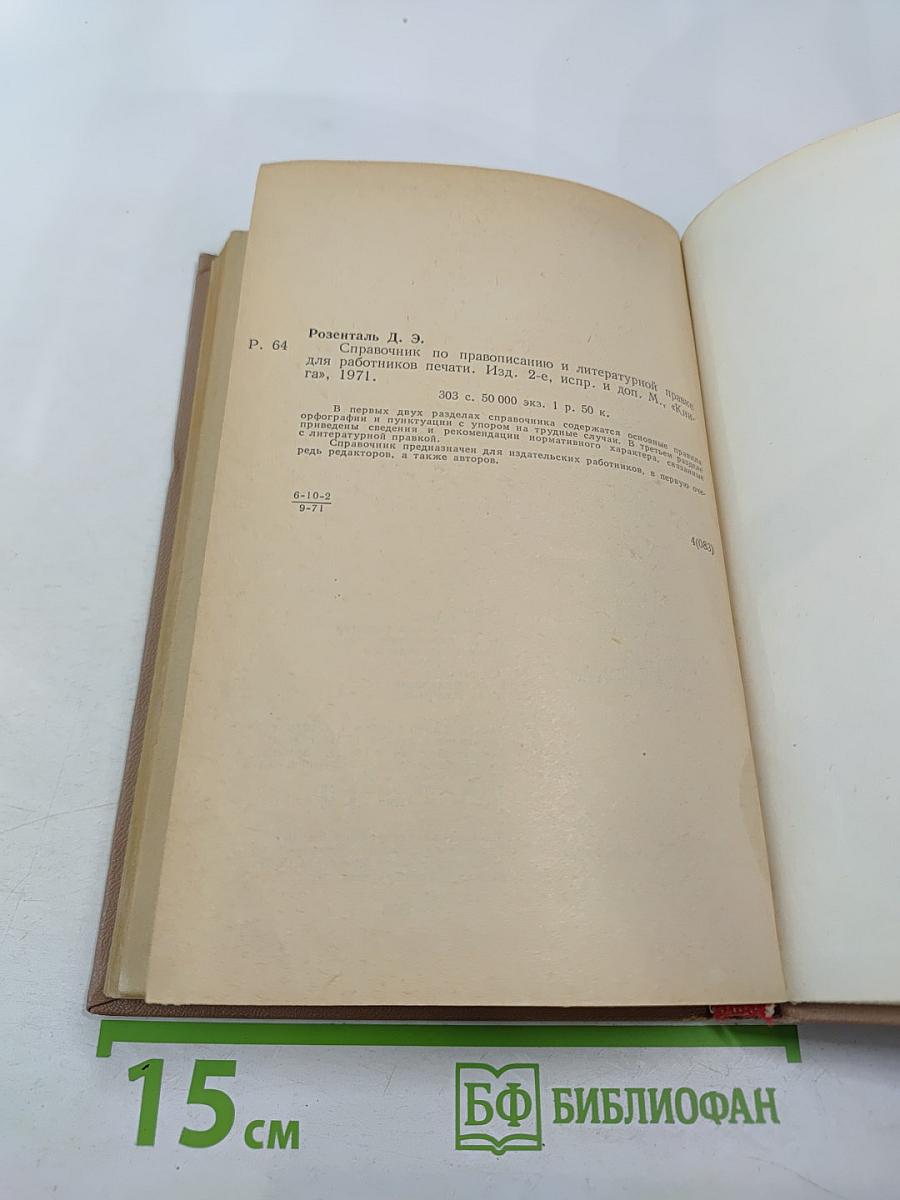 Розенталь Д. Э.
Р. 64
Справочник по правописанию и литературной правке
для работников печати. Изд. 2-е, испр. и доп. М., «Кни-
га», 1971.
303 с. 50 000 экз. 1 р. 50 к.
В первых двух разделах справочника содержатся основные правила
орфографии и пунктуации с упором на трудные случаи. В третьем разделе
приведены сведения и рекомендации нормативного характера, связанные
с литературной правкой.
Справочник предназначен для издательских работников, в первую оче-
редь редакторов, а также авторов.
6-10-2
9-71
4(083)
15 см
БФ БИБЛИОФАН